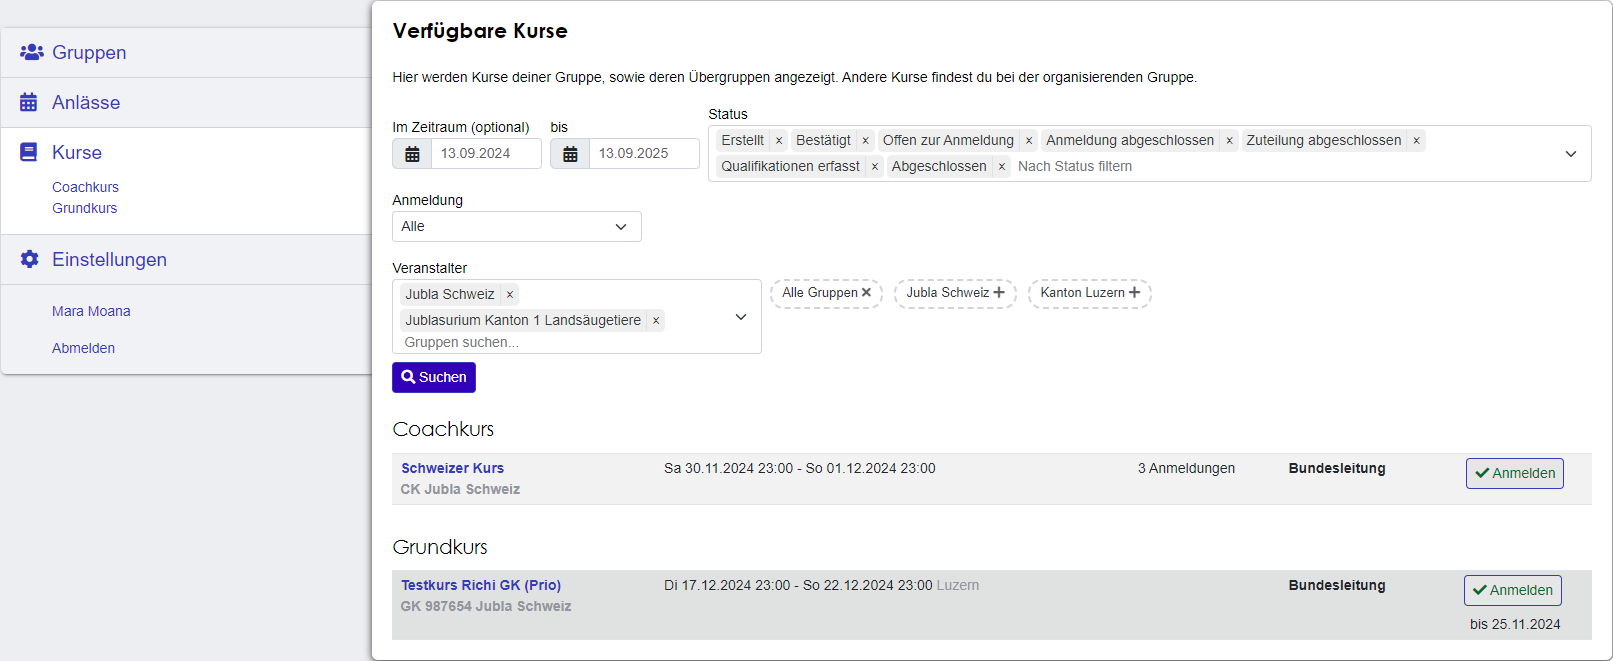 Gruppen
Anlässe
Kurse
Coachkurs
Grundkurs
Einstellungen
Mara Moana
Abmelden
Verfügbare Kurse
Hier werden Kurse deiner Gruppe, sowie deren Übergruppen angezeigt. Andere Kurse findest du bei der organisierenden Gruppe.
Im Zeitraum (optional) bis
13.09.2024 13.09.2025
Status
Erstellt × Bestätigt × Offen zur Anmeldung × Anmeldung abgeschlossen × Zuteilung abgeschlossen ×
Qualifikationen erfasst × Abgeschlossen × Nach Status filtern
Anmeldung
Alle
Veranstalter
Jubla Schweiz ×
Jublasurium Kanton 1 Landsäugetiere ×
Gruppen suchen...
Alle Gruppen × Jubla Schweiz + Kanton Luzern +
Suchen
Coachkurs
Schweizer Kurs Sa 30.11.2024 23:00 - So 01.12.2024 23:00 3 Anmeldungen Bundesleitung Anmelden
CK Jubla Schweiz
Grundkurs
Testkurs Richi GK (Prio) Di 17.12.2024 23:00 - So 22.12.2024 23:00 Luzern Bundesleitung Anmelden
GK 987654 Jubla Schweiz
bis 25.11.2024